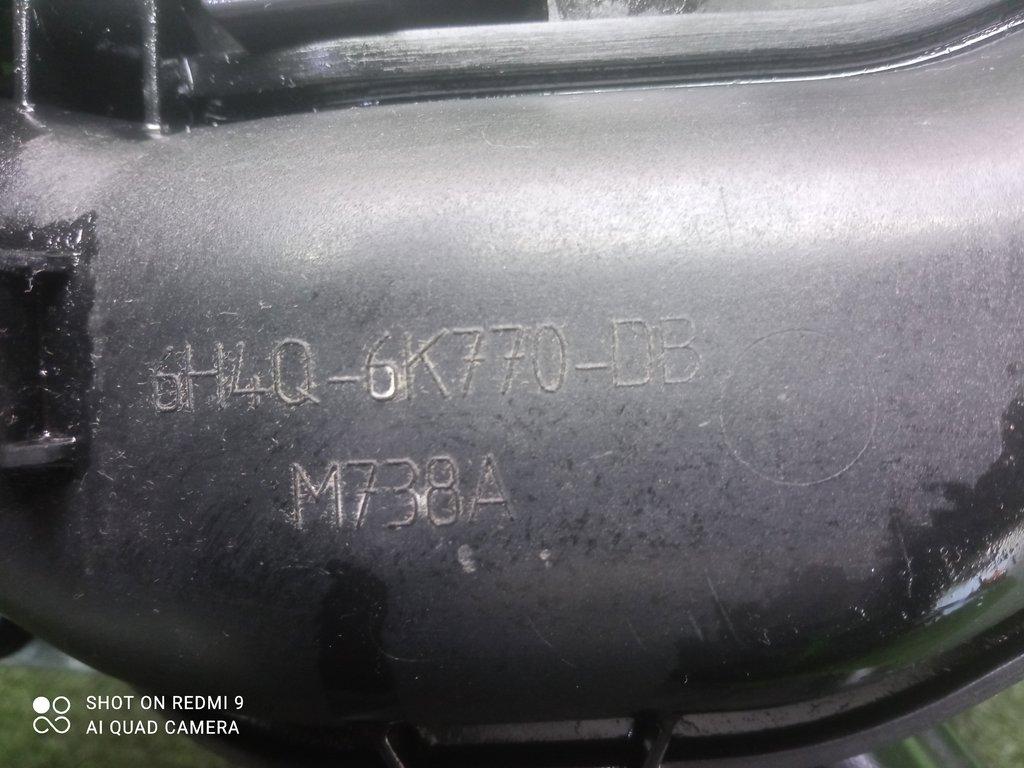 6H4Q-6K770-DB
M738A
SHOT ON REDMI 9
AI QUAD CAMERA